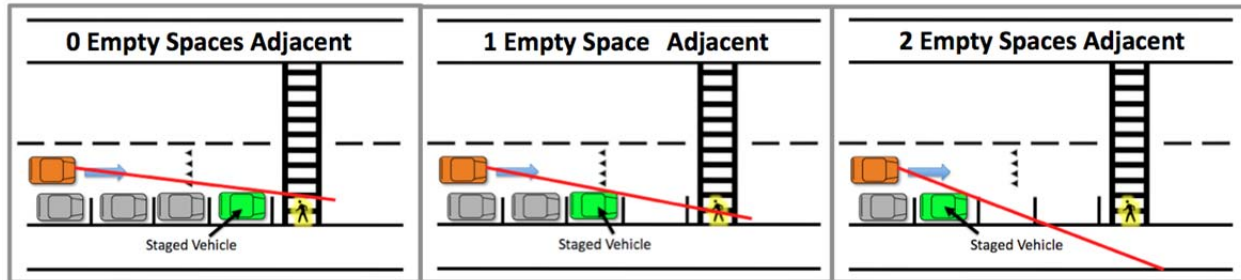 0 Empty Spaces Adjacent
Staged Vehicle
1 Empty Space Adjacent
Staged Vehicle
2 Empty Spaces Adjacent
Staged Vehicle